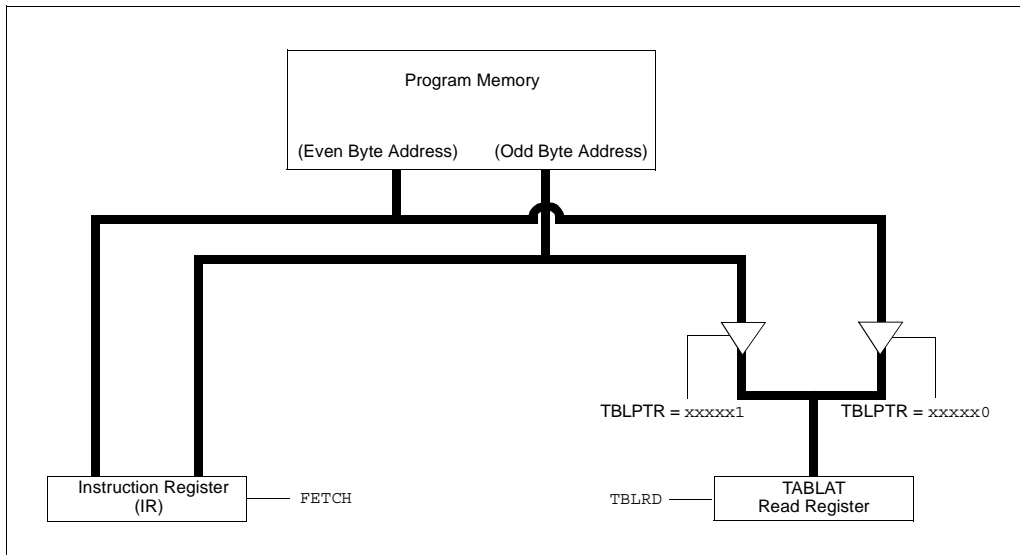 Program Memory
(Even Byte Address) (Odd Byte Address)
TBLPTR = xxxxx1 TBLPTR = xxxxx0
Instruction Register
(IR)
FETCH
TBLRD
TABLAT
Read Register